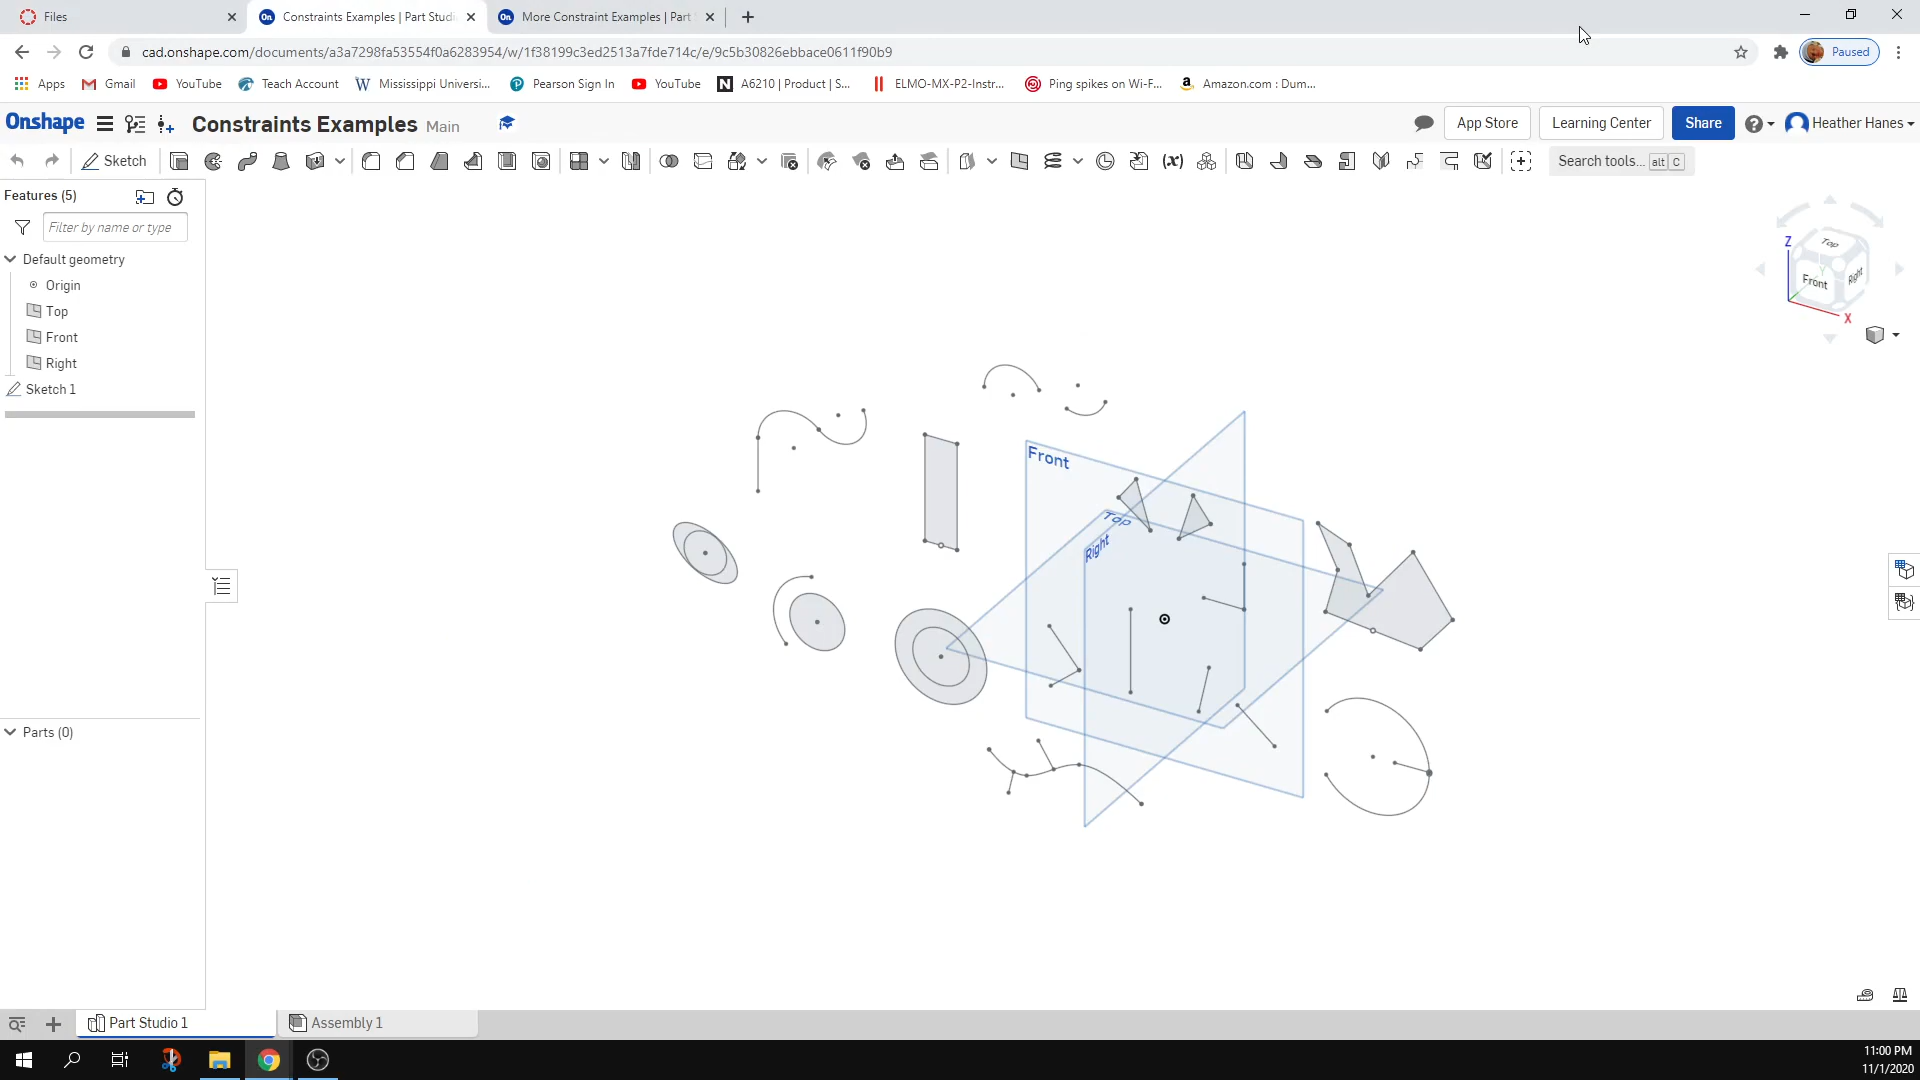 Files
Constraints Examples | Part Studi
More Constraint Examples | Part
cad.onshape.com/documents/a3a7298fa53554f0a6283954/w/1f38199c3ed2513a7fde714c/e/9c5b30826ebbace0611f90b9
Paused
Apps
Gmail
YouTube
Teach Account
Mississippi Universi...
Pearson Sign In
YouTube
A6210 | Product | S...
ELMO-MX-P2-Instr...
Ping spikes on Wi-F...
Amazon.com : Dum...
Onshape
Constraints Examples Main
App Store
Learning Center
Share
Heather Hanes
Sketch
Search tools... alt C
Features (5)
Filter by name or type
Default geometry
Origin
Top
Front
Right
Sketch 1
Parts (0)
Front
Top
Right
Z
Top
Front
Right
Y
X
Part Studio 1
Assembly 1
11:00 PM
11/1/2020